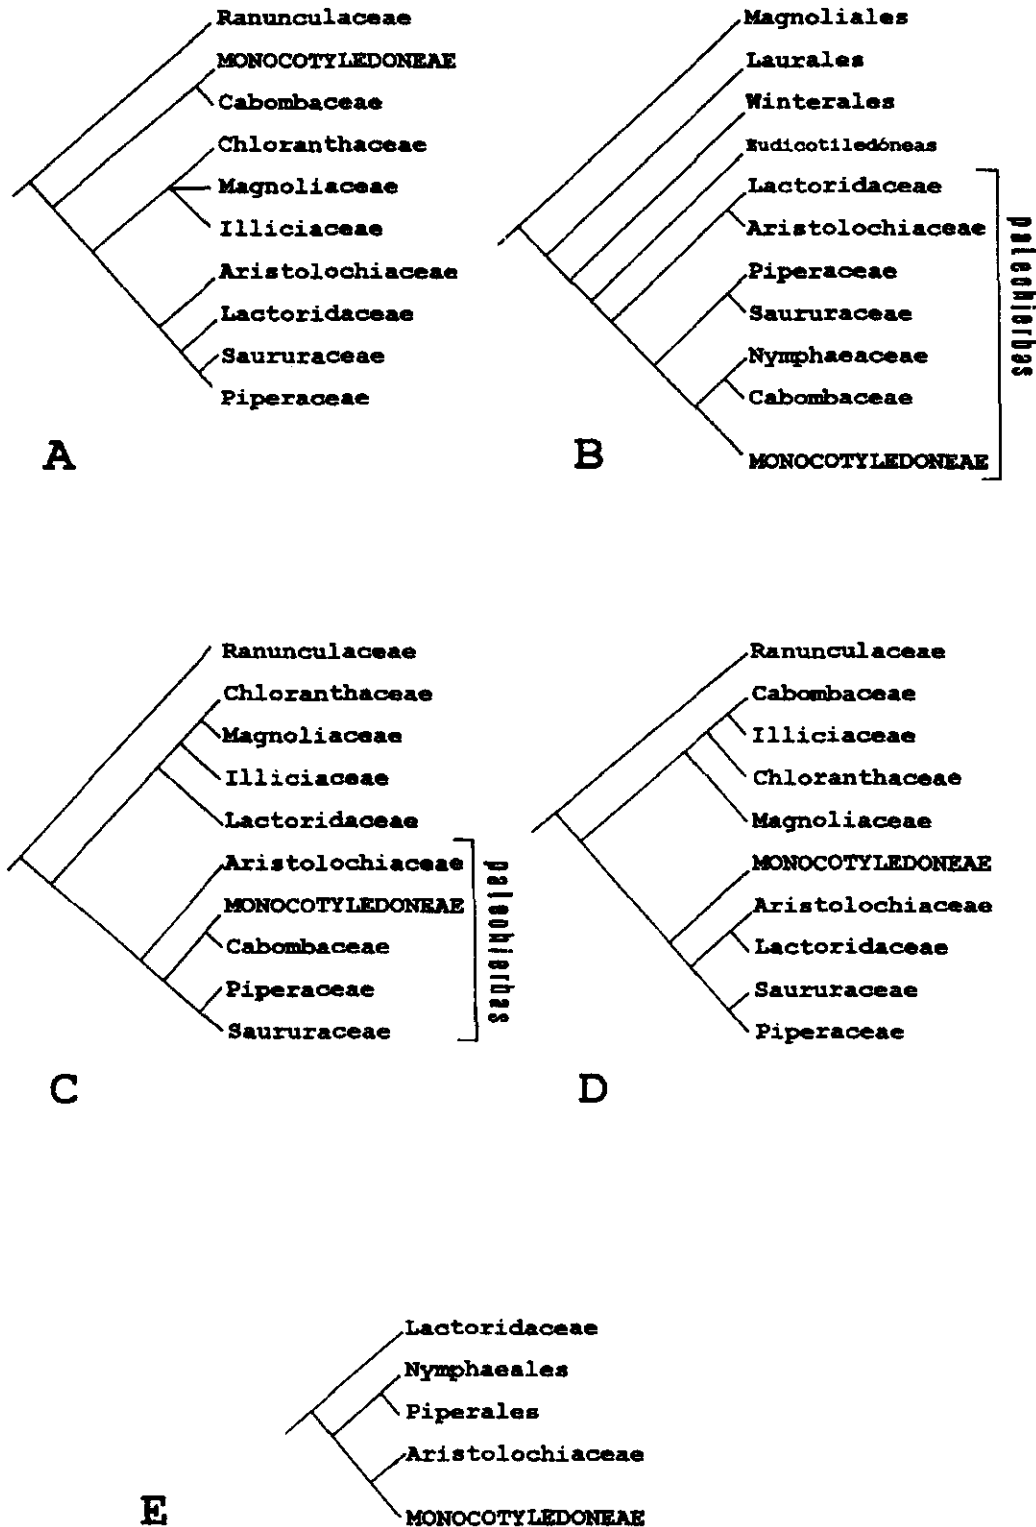 Ranunculaceae
MONOCOTYLEDONEAE
Cabombaceae
Chloranthaceae
Magnoliaceae
Illiciaceae
Aristolochiaceae
Lactoridaceae
Saururaceae
Piperaceae
A
Magnoliales
Laurales
Winterales
Eudicotiledóneas
Lactoridaceae
Aristolochiaceae
Piperaceae
Saururaceae
Nymphaeaceae
Cabombaceae
MONOCOTYLEDONEAE
paleohierbas
B
Ranunculaceae
Chloranthaceae
Magnoliaceae
Illiciaceae
Lactoridaceae
Aristolochiaceae
MONOCOTYLEDONEAE
Cabombaceae
Piperaceae
Saururaceae
paleohierbas
C
Ranunculaceae
Cabombaceae
Illiciaceae
Chloranthaceae
Magnoliaceae
MONOCOTYLEDONEAE
Aristolochiaceae
Lactoridaceae
Saururaceae
Piperaceae
D
Lactoridaceae
Nymphaeales
Piperales
Aristolochiaceae
MONOCOTYLEDONEAE
E